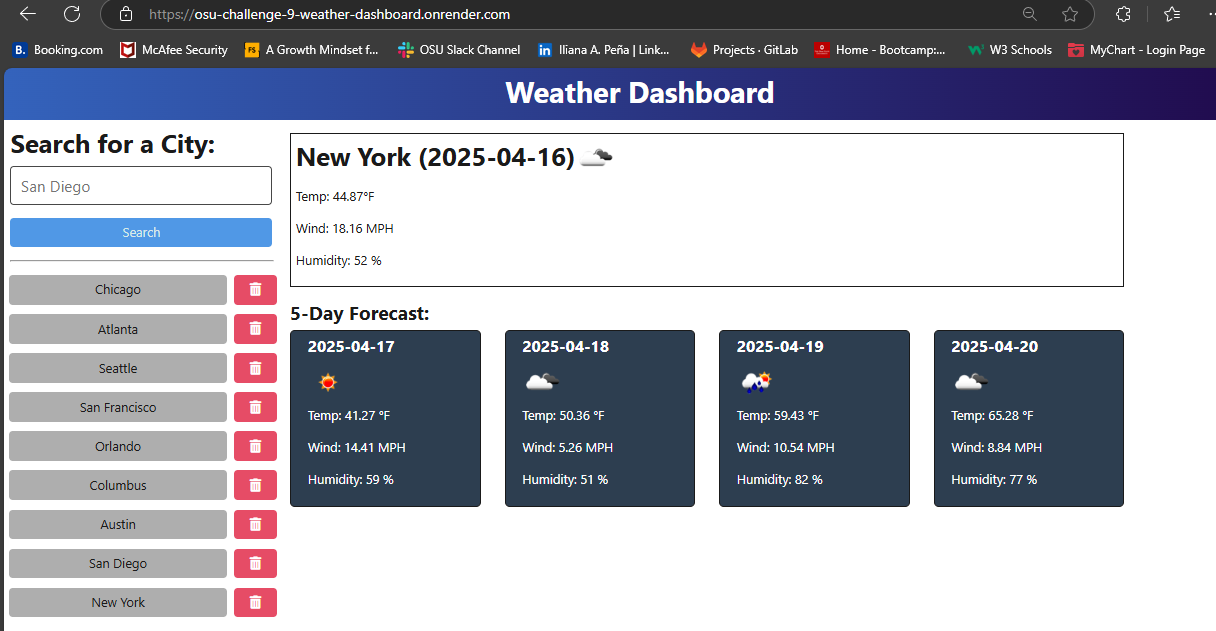 https://osu-challenge-9-weather-dashboard.onrender.com
B. Booking.com McAfee Security FS A Growth Mindset f... OSU Slack Channel in Iliana A. Peña | Link... Projects · GitLab Home - Bootcamp:... W3 Schools MyChart - Login Page
Weather Dashboard
Search for a City:
San Diego
Search
Chicago
Atlanta
Seattle
San Francisco
Orlando
Columbus
Austin
San Diego
New York
New York (2025-04-16)
Temp: 44.87°F
Wind: 18.16 MPH
Humidity: 52 %
5-Day Forecast:
2025-04-17
Temp: 41.27 °F
Wind: 14.41 MPH
Humidity: 59 %
2025-04-18
Temp: 50.36 °F
Wind: 5.26 MPH
Humidity: 51 %
2025-04-19
Temp: 59.43 °F
Wind: 10.54 MPH
Humidity: 82 %
2025-04-20
Temp: 65.28 °F
Wind: 8.84 MPH
Humidity: 77 %